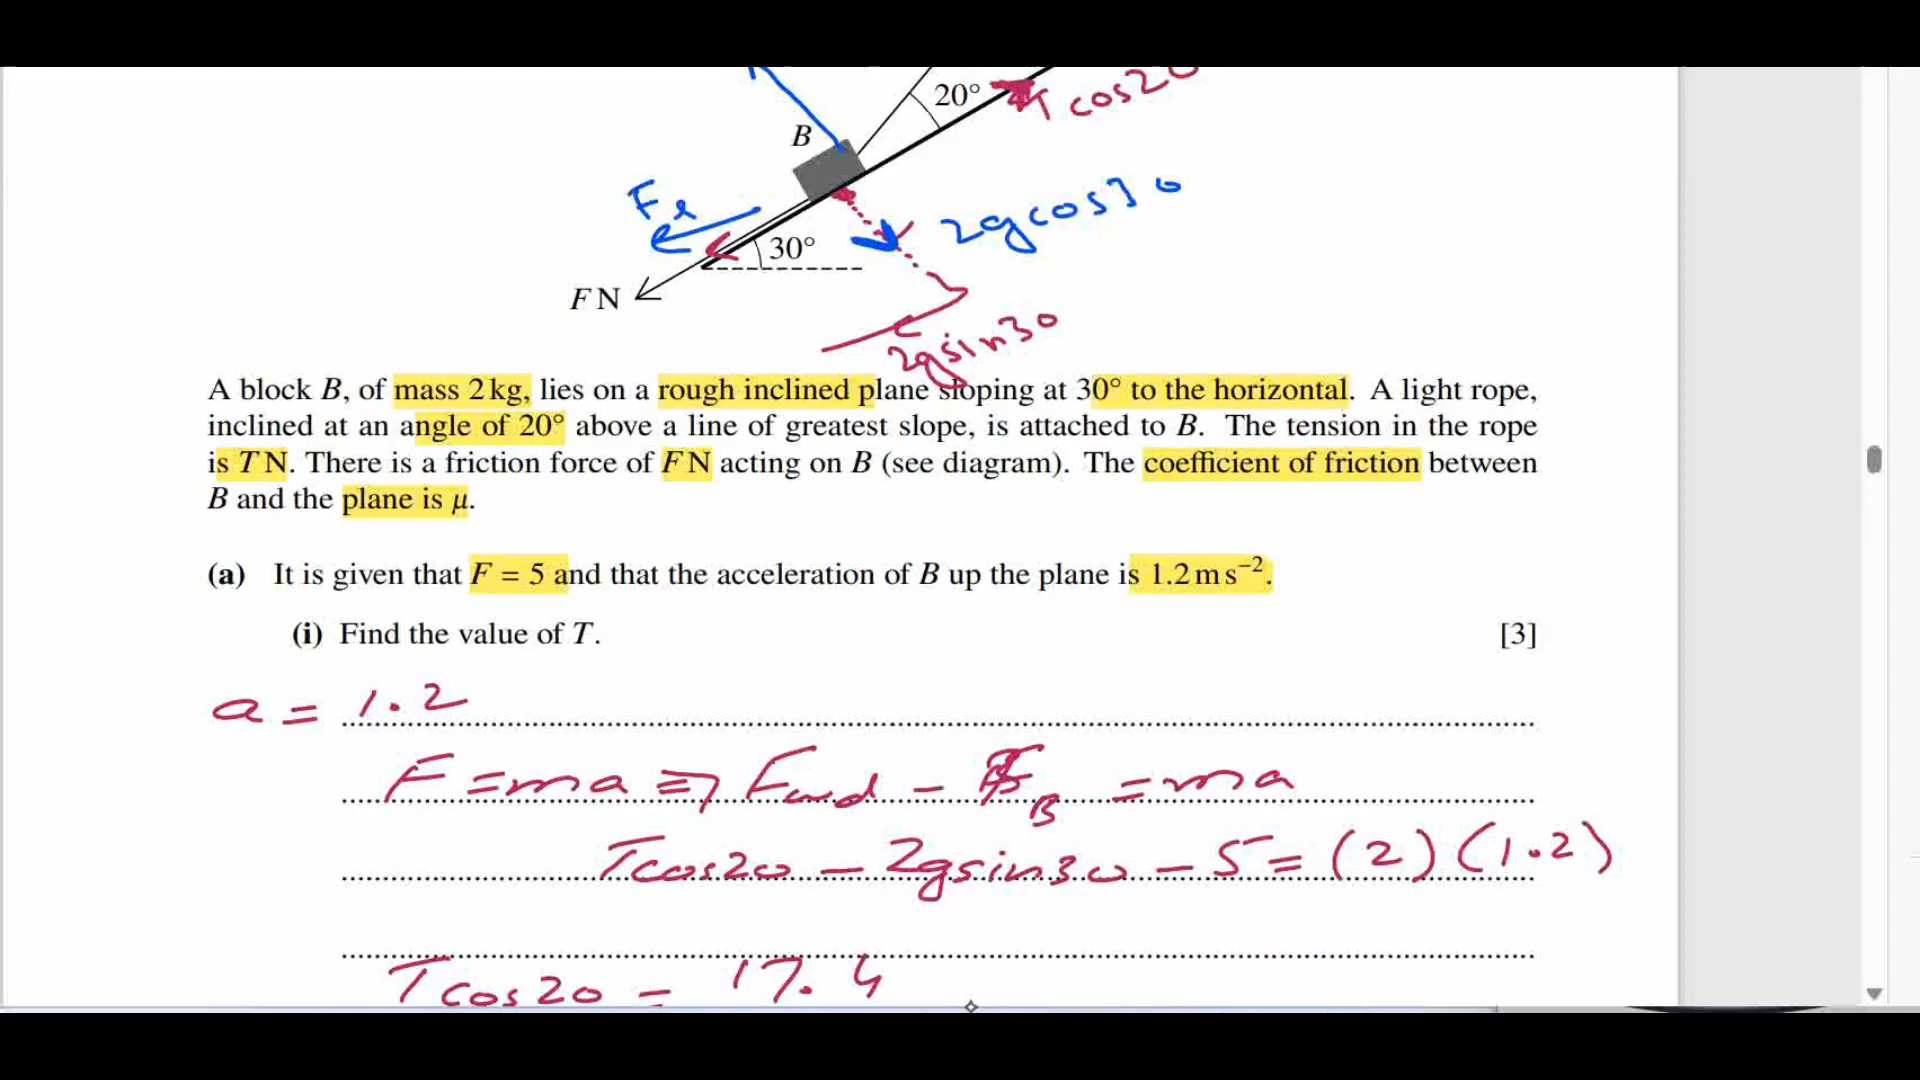 20°
T cos20
B
Fr
2gcos30
30°
FN
2gsin30
A block B, of mass 2 kg, lies on a rough inclined plane sloping at 30° to the horizontal. A light rope,
inclined at an angle of 20° above a line of greatest slope, is attached to B. The tension in the rope
is T N. There is a friction force of F N acting on B (see diagram). The coefficient of friction between
B and the plane is μ.
(a) It is given that F = 5 and that the acceleration of B up the plane is 1.2 m s⁻².
(i) Find the value of T. [3]
a = 1.2
F = ma ⇒ Fwd - FB = ma
Tcos20 - 2gsin30 - 5 = (2)(1.2)
Tcos20 = 17.4